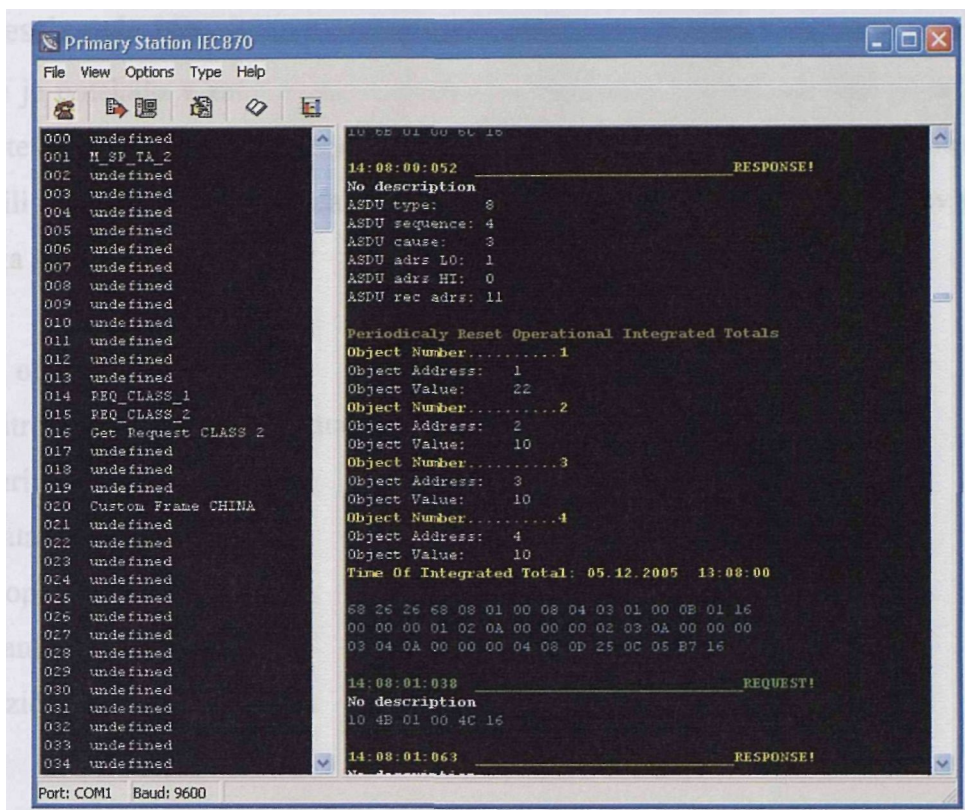 Primary Station IEC870
File View Options Type Help
000 undefined
001 M_SP_TA_2
002 undefined
003 undefined
004 undefined
005 undefined
006 undefined
007 undefined
008 undefined
009 undefined
010 undefined
011 undefined
012 undefined
013 undefined
014 REQ_CLASS_1
015 REQ_CLASS_2
016 Get Request CLASS 2
017 undefined
018 undefined
019 undefined
020 Custom Frame CHINA
021 undefined
022 undefined
023 undefined
024 undefined
025 undefined
026 undefined
027 undefined
028 undefined
029 undefined
030 undefined
031 undefined
032 undefined
033 undefined
034 undefined
10 6B 01 00 6C 16
14:08:00:052 RESPONSE!
No description
ASDU type: 8
ASDU sequence: 4
ASDU cause: 3
ASDU adrs L0: 1
ASDU adrs HI: 0
ASDU rec adrs: 11
Periodicaly Reset Operational Integrated Totals
Object Number..........1
Object Address: 1
Object Value: 22
Object Number..........2
Object Address: 2
Object Value: 10
Object Number..........3
Object Address: 3
Object Value: 10
Object Number..........4
Object Address: 4
Object Value: 10
Time Of Integrated Total: 05.12.2005 13:08:00
68 26 26 68 08 01 00 08 04 03 01 00 0B 01 16
00 00 00 01 02 0A 00 00 00 02 03 0A 00 00 00
03 04 0A 00 00 00 04 08 0D 25 0C 05 B7 16
14:08:01:038 REQUEST!
No description
10 4B 01 00 4C 16
14:08:01:063 RESPONSE!
Port: COM1 Baud: 9600